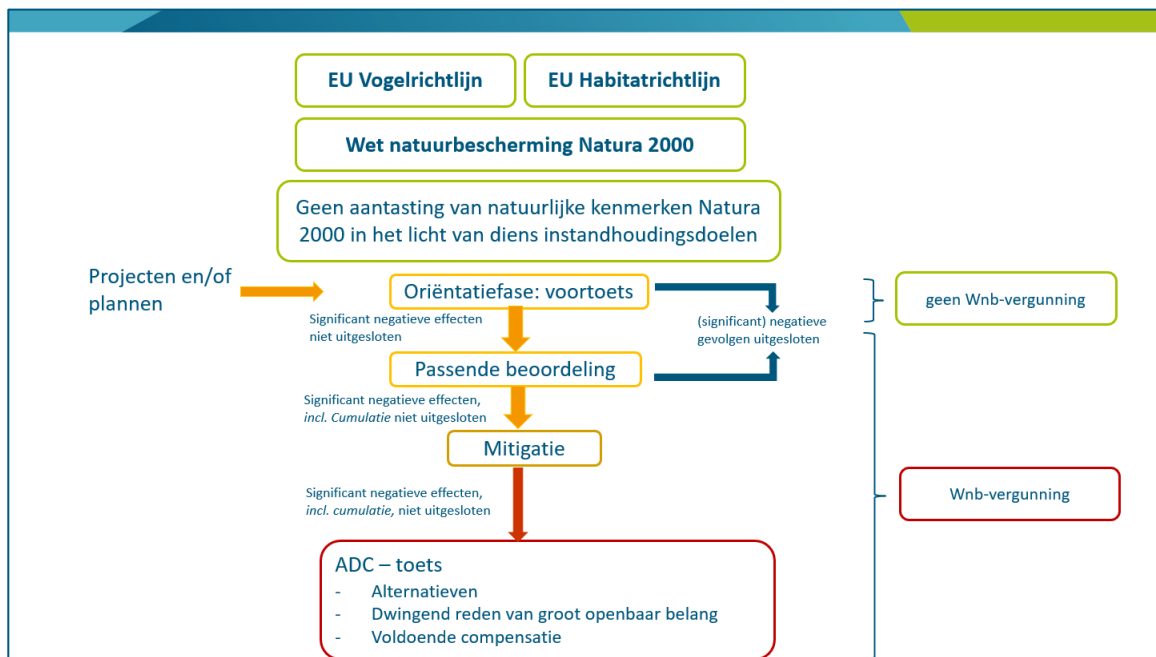 EU Vogelrichtlijn
EU Habitatrichtlijn
Wet natuurbescherming Natura 2000
Geen aantasting van natuurlijke kenmerken Natura
2000 in het licht van diens instandhoudingsdoelen
Projecten en/of
plannen
Oriëntatiefase: voortoets
geen Wnb-vergunning
Significant negatieve effecten
niet uitgesloten
(significant) negatieve
gevolgen uitgesloten
Passende beoordeling
Significant negatieve effecten,
incl. Cumulatie niet uitgesloten
Mitigatie
Significant negatieve effecten,
incl. cumulatie, niet uitgesloten
Wnb-vergunning
ADC – toets
- Alternatieven
- Dwingend reden van groot openbaar belang
- Voldoende compensatie